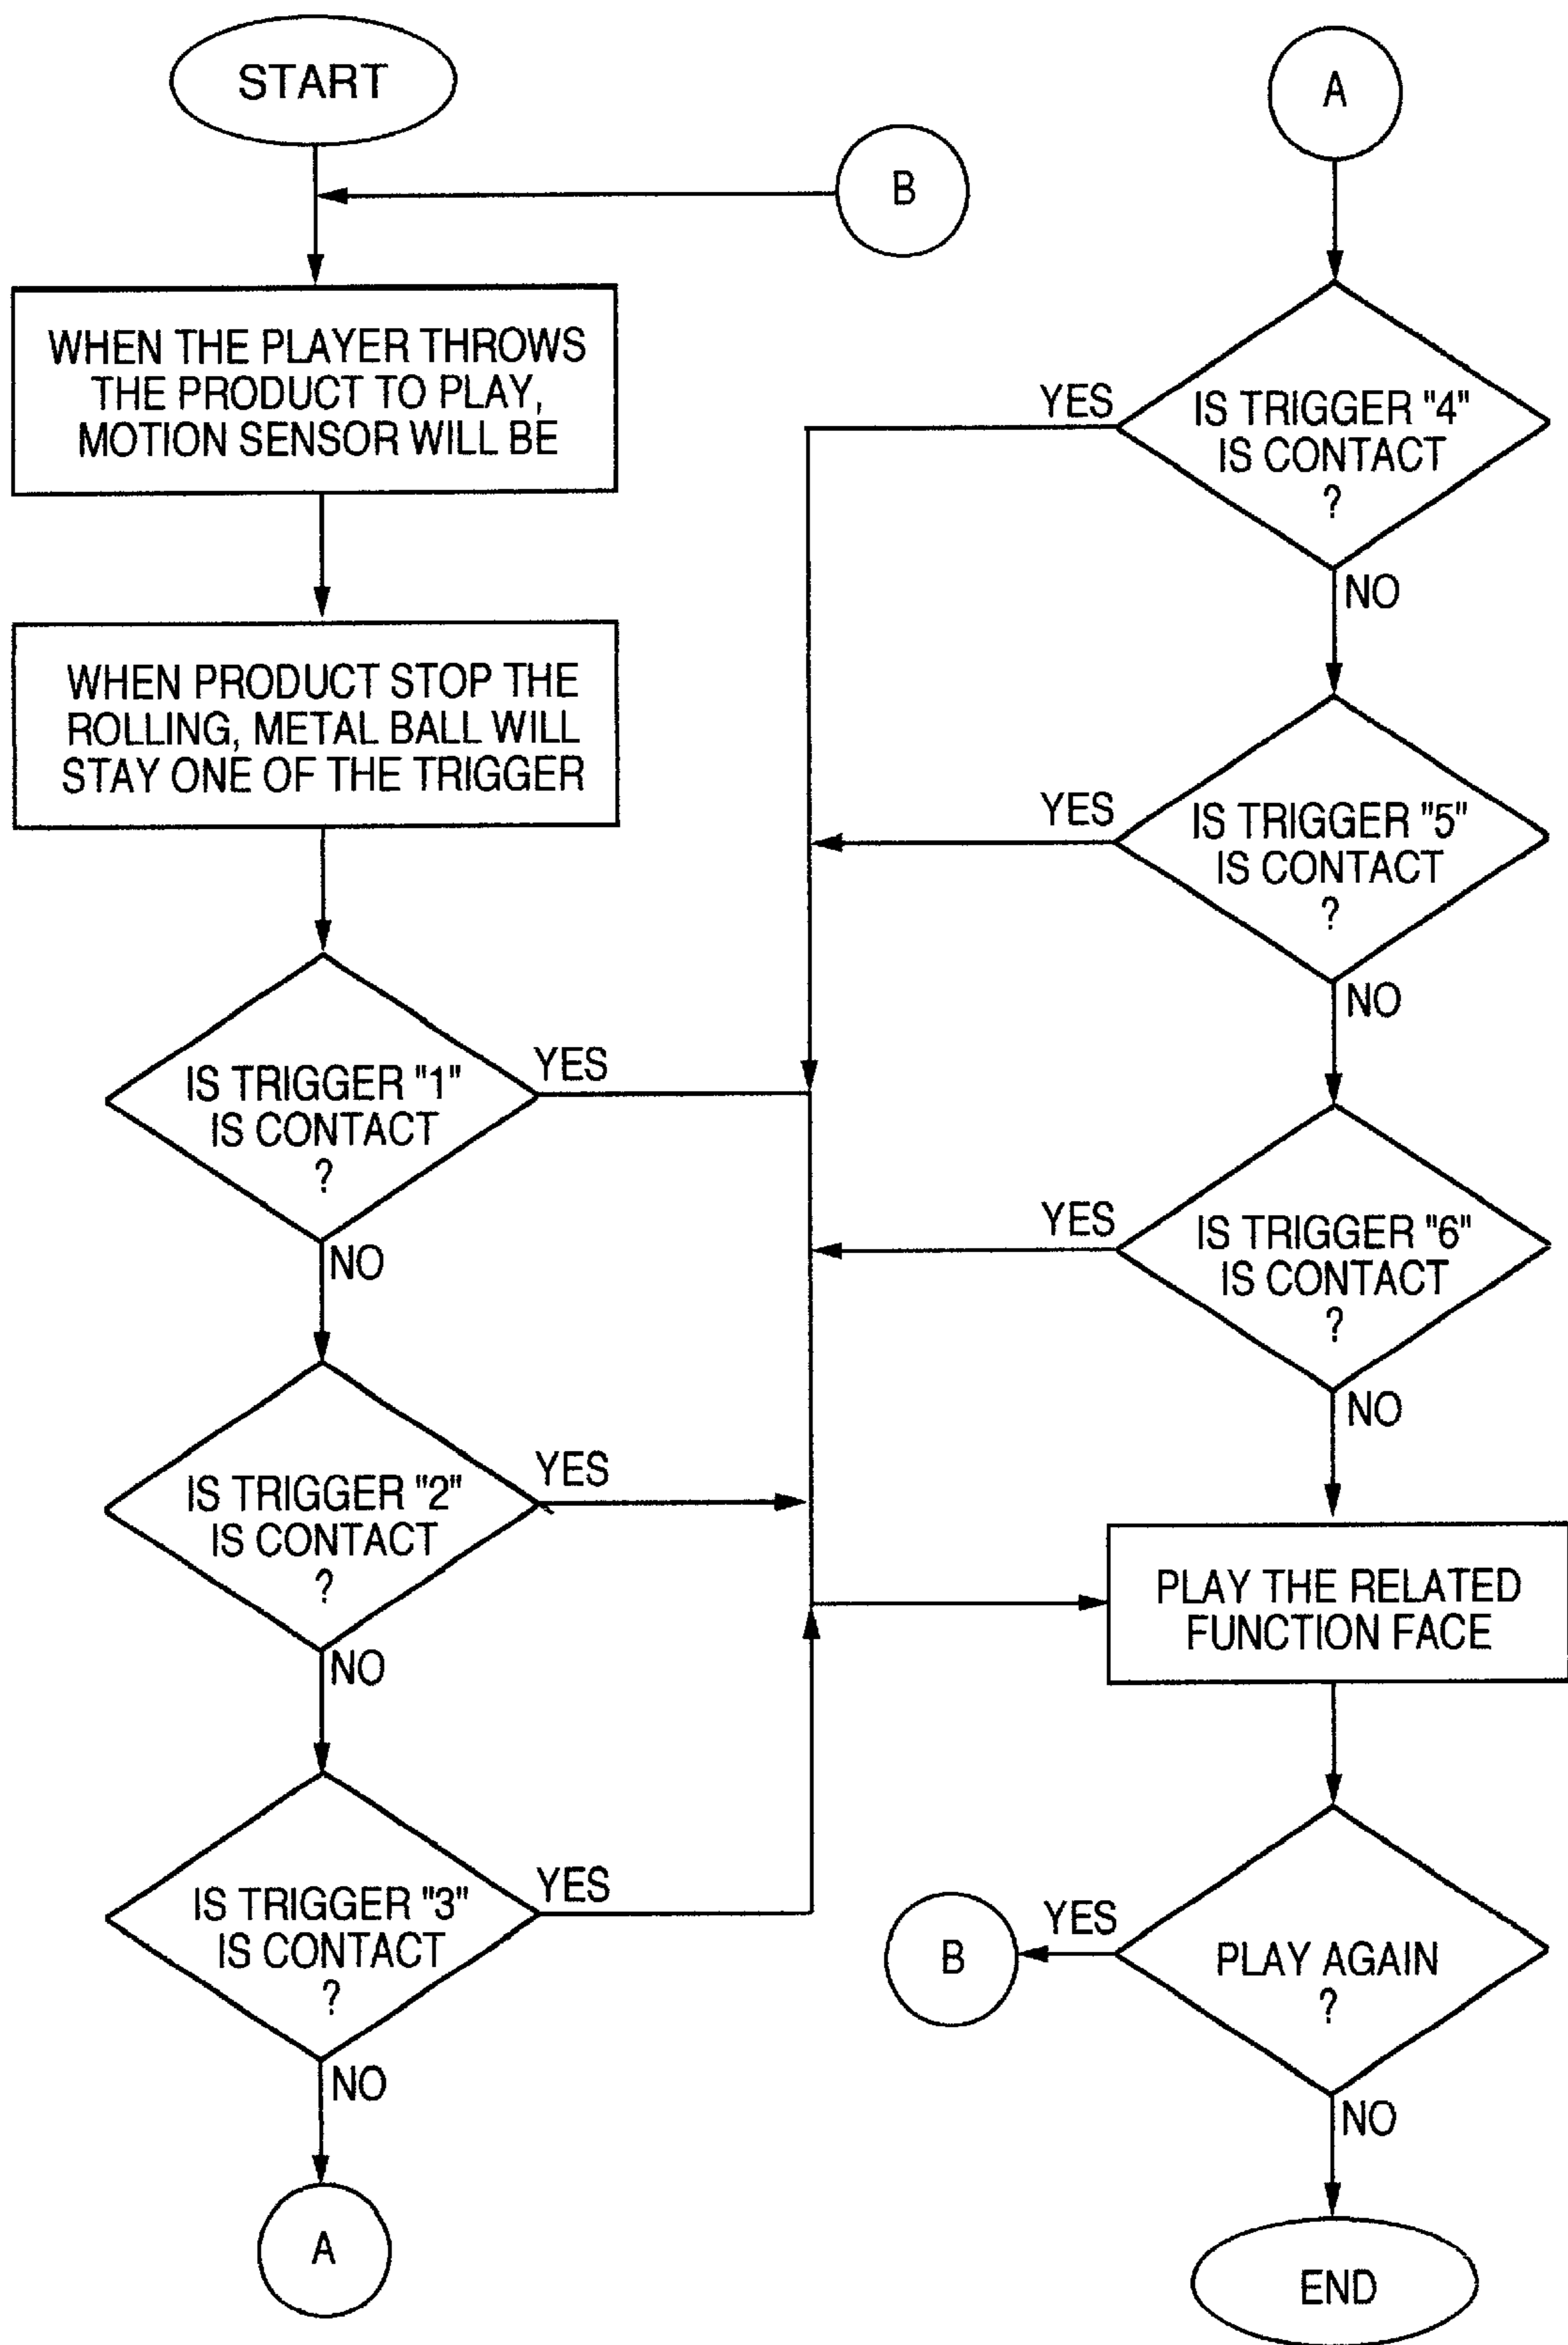 START
B
WHEN THE PLAYER THROWS
THE PRODUCT TO PLAY,
MOTION SENSOR WILL BE
WHEN PRODUCT STOP THE
ROLLING, METAL BALL WILL
STAY ONE OF THE TRIGGER
IS TRIGGER "1"
IS CONTACT
?
YES
NO
IS TRIGGER "2"
IS CONTACT
?
YES
NO
IS TRIGGER "3"
IS CONTACT
?
YES
NO
A
A
IS TRIGGER "4"
IS CONTACT
?
YES
NO
IS TRIGGER "5"
IS CONTACT
?
YES
NO
IS TRIGGER "6"
IS CONTACT
?
YES
NO
PLAY THE RELATED
FUNCTION FACE
PLAY AGAIN
?
YES
B
NO
END